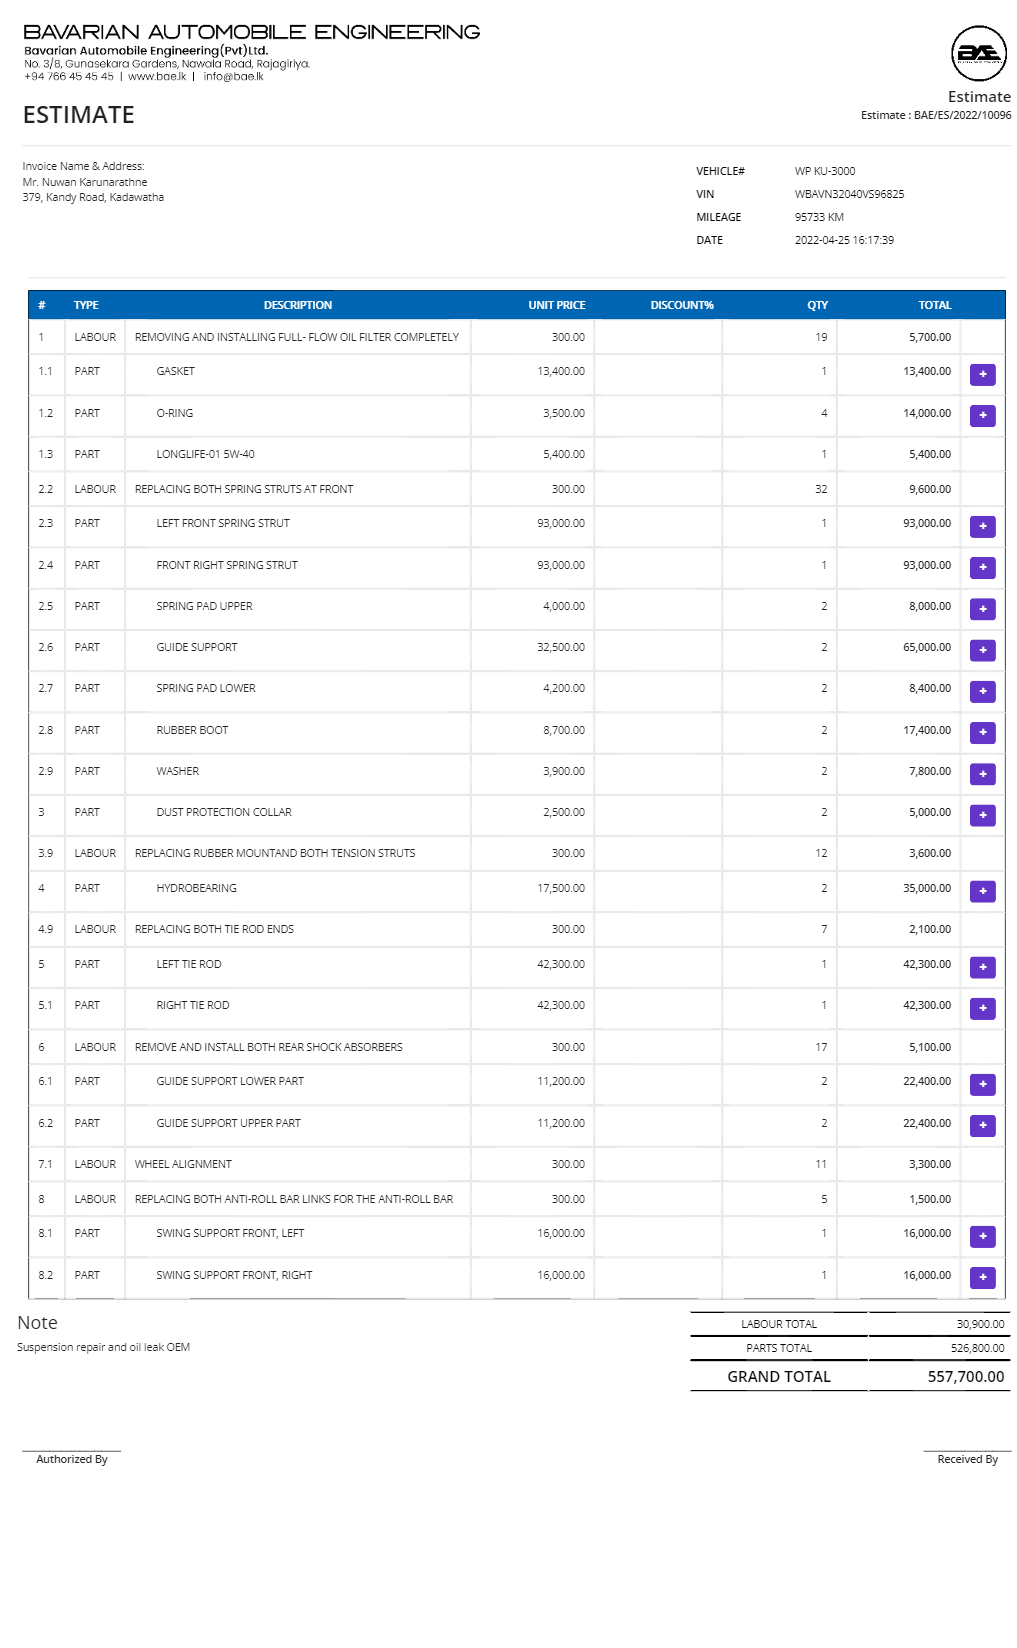 BAVARIAN AUTOMOBILE ENGINEERING
Bavarian Automobile Engineering(Pvt)Ltd.
No. 3/8, Gunasekara Gardens, Nawala Road, Rajagiriya.
+94 766 45 45 45 | www.bae.lk | info@bae.lk
BAE
Estimate
ESTIMATE
Estimate : BAE/ES/2022/10096
Invoice Name & Address:
Mr. Nuwan Karunarathne
379, Kandy Road, Kadawatha
VEHICLE# WP KU-3000
VIN WBAVN32040VS96825
MILEAGE 95733 KM
DATE 2022-04-25 16:17:39
# TYPE DESCRIPTION UNIT PRICE DISCOUNT% QTY TOTAL
1 LABOUR REMOVING AND INSTALLING FULL- FLOW OIL FILTER COMPLETELY 300.00 19 5,700.00
1.1 PART GASKET 13,400.00 1 13,400.00 +
1.2 PART O-RING 3,500.00 4 14,000.00 +
1.3 PART LONGLIFE-01 5W-40 5,400.00 1 5,400.00
2.2 LABOUR REPLACING BOTH SPRING STRUTS AT FRONT 300.00 32 9,600.00
2.3 PART LEFT FRONT SPRING STRUT 93,000.00 1 93,000.00 +
2.4 PART FRONT RIGHT SPRING STRUT 93,000.00 1 93,000.00 +
2.5 PART SPRING PAD UPPER 4,000.00 2 8,000.00 +
2.6 PART GUIDE SUPPORT 32,500.00 2 65,000.00 +
2.7 PART SPRING PAD LOWER 4,200.00 2 8,400.00 +
2.8 PART RUBBER BOOT 8,700.00 2 17,400.00 +
2.9 PART WASHER 3,900.00 2 7,800.00 +
3 PART DUST PROTECTION COLLAR 2,500.00 2 5,000.00 +
3.9 LABOUR REPLACING RUBBER MOUNTAND BOTH TENSION STRUTS 300.00 12 3,600.00
4 PART HYDROBEARING 17,500.00 2 35,000.00 +
4.9 LABOUR REPLACING BOTH TIE ROD ENDS 300.00 7 2,100.00
5 PART LEFT TIE ROD 42,300.00 1 42,300.00 +
5.1 PART RIGHT TIE ROD 42,300.00 1 42,300.00 +
6 LABOUR REMOVE AND INSTALL BOTH REAR SHOCK ABSORBERS 300.00 17 5,100.00
6.1 PART GUIDE SUPPORT LOWER PART 11,200.00 2 22,400.00 +
6.2 PART GUIDE SUPPORT UPPER PART 11,200.00 2 22,400.00 +
7.1 LABOUR WHEEL ALIGNMENT 300.00 11 3,300.00
8 LABOUR REPLACING BOTH ANTI-ROLL BAR LINKS FOR THE ANTI-ROLL BAR 300.00 5 1,500.00
8.1 PART SWING SUPPORT FRONT, LEFT 16,000.00 1 16,000.00 +
8.2 PART SWING SUPPORT FRONT, RIGHT 16,000.00 1 16,000.00 +
Note
Suspension repair and oil leak OEM
LABOUR TOTAL 30,900.00
PARTS TOTAL 526,800.00
GRAND TOTAL 557,700.00
Authorized By
Received By